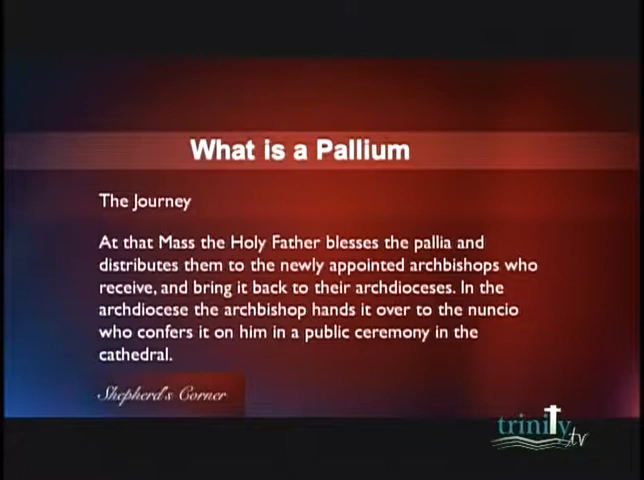 What is a Pallium
The Journey
At that Mass the Holy Father blesses the pallia and
distributes them to the newly appointed archbishops who
receive, and bring it back to their archdioceses. In the
archdiocese the archbishop hands it over to the nuncio
who confers it on him in a public ceremony in the
cathedral.
Shepherd's Corner
trinity
tv